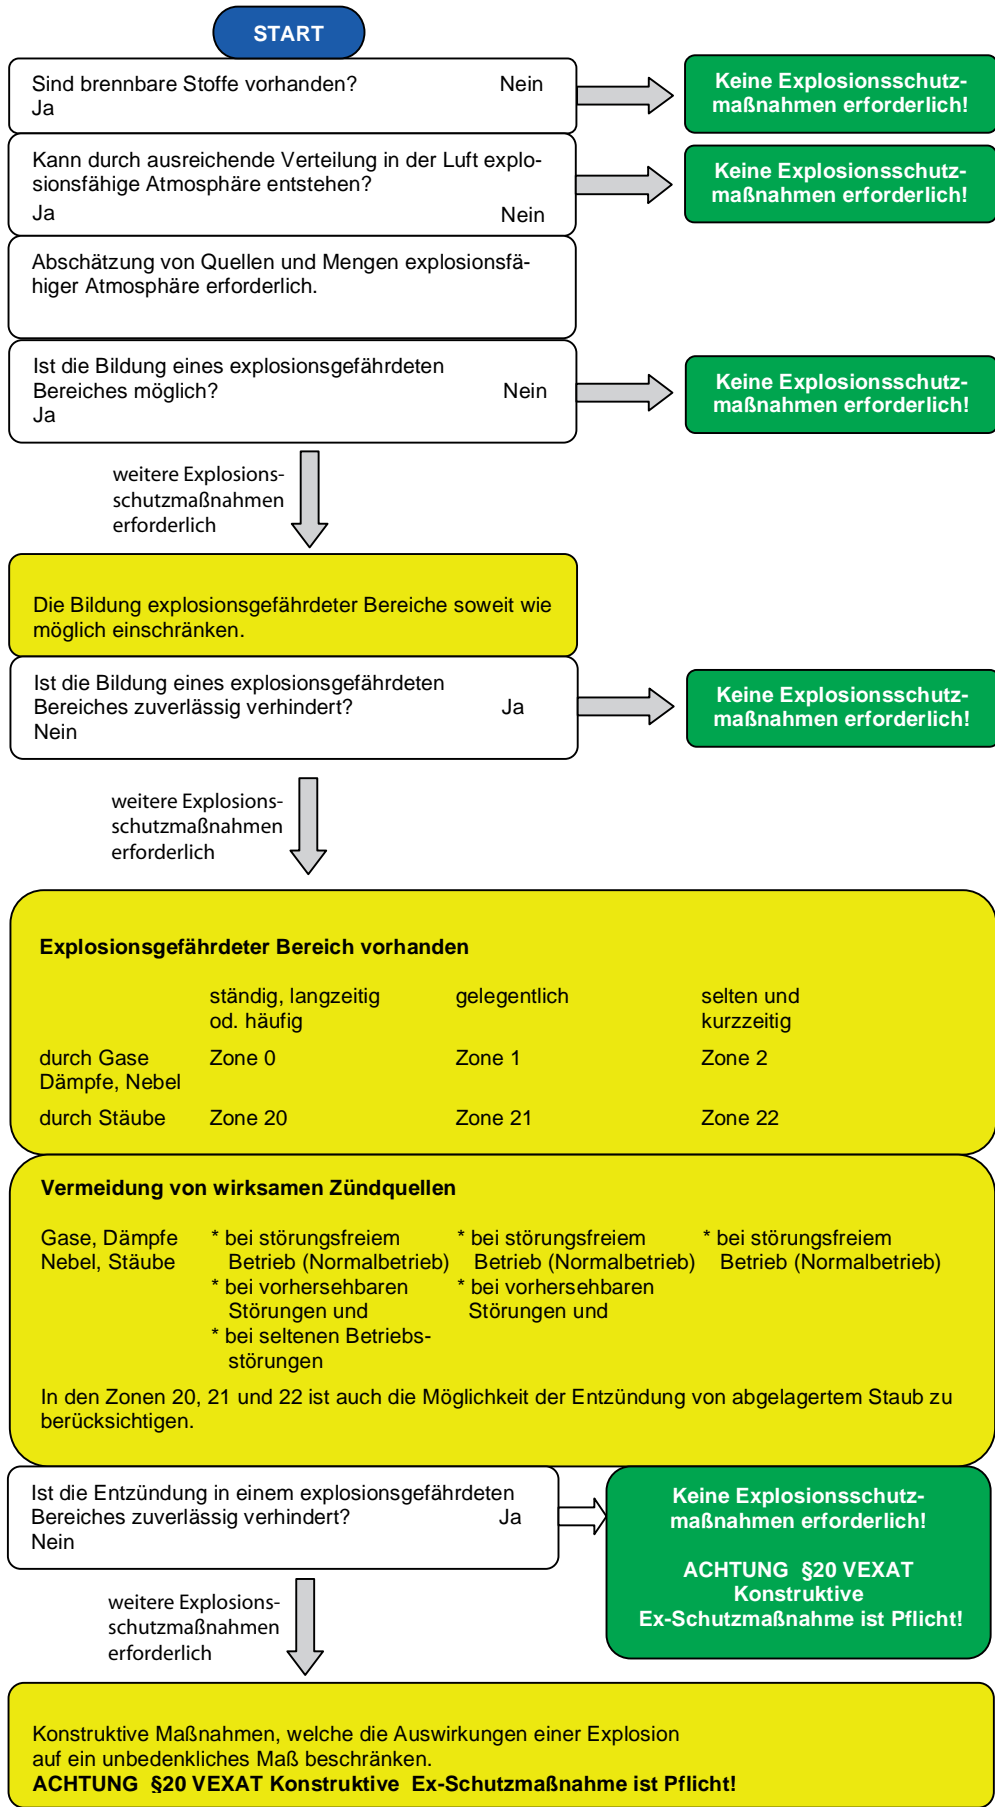 START
Sind brennbare Stoffe vorhanden? Nein
Ja
Keine Explosionsschutz-
maßnahmen erforderlich!
Kann durch ausreichende Verteilung in der Luft explo-
sionsfähige Atmosphäre entstehen?
Ja Nein
Keine Explosionsschutz-
maßnahmen erforderlich!
Abschätzung von Quellen und Mengen explosionsfä-
higer Atmosphäre erforderlich.
Ist die Bildung eines explosionsgefährdeten
Bereiches möglich? Nein
Ja
Keine Explosionsschutz-
maßnahmen erforderlich!
weitere Explosions-
schutzmaßnahmen
erforderlich
Die Bildung explosionsgefährdeter Bereiche soweit wie
möglich einschränken.
Ist die Bildung eines explosionsgefährdeten
Bereiches zuverlässig verhindert? Ja
Nein
Keine Explosionsschutz-
maßnahmen erforderlich!
weitere Explosions-
schutzmaßnahmen
erforderlich
Explosionsgefährdeter Bereich vorhanden
ständig, langzeitig gelegentlich selten und
od. häufig kurzzeitig
durch Gase Zone 0 Zone 1 Zone 2
Dämpfe, Nebel
durch Stäube Zone 20 Zone 21 Zone 22
Vermeidung von wirksamen Zündquellen
Gase, Dämpfe * bei störungsfreiem * bei störungsfreiem * bei störungsfreiem
Nebel, Stäube Betrieb (Normalbetrieb) Betrieb (Normalbetrieb) Betrieb (Normalbetrieb)
* bei vorhersehbaren * bei vorhersehbaren
Störungen und Störungen und
* bei seltenen Betriebs-
störungen
In den Zonen 20, 21 und 22 ist auch die Möglichkeit der Entzündung von abgelagertem Staub zu
berücksichtigen.
Ist die Entzündung in einem explosionsgefährdeten
Bereiches zuverlässig verhindert? Ja
Nein
Keine Explosionsschutz-
maßnahmen erforderlich!
ACHTUNG §20 VEXAT
Konstruktive
Ex-Schutzmaßnahme ist Pflicht!
weitere Explosions-
schutzmaßnahmen
erforderlich
Konstruktive Maßnahmen, welche die Auswirkungen einer Explosion
auf ein unbedenkliches Maß beschränken.
ACHTUNG §20 VEXAT Konstruktive Ex-Schutzmaßnahme ist Pflicht!